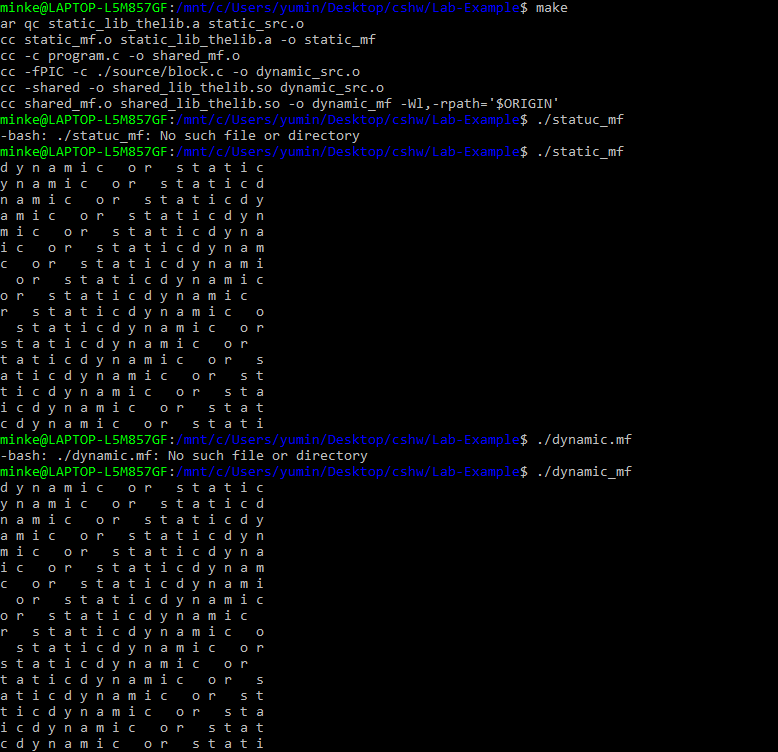 minke@LAPTOP-L5M857GF:/mnt/c/Users/yumin/Desktop/cshw/Lab-Example$ make
ar qc static_lib_thelib.a static_src.o
cc static_mf.o static_lib_thelib.a -o static_mf
cc -c program.c -o shared_mf.o
cc -fPIC -c ./source/block.c -o dynamic_src.o
cc -shared -o shared_lib_thelib.so dynamic_src.o
cc shared_mf.o shared_lib_thelib.so -o dynamic_mf -Wl,-rpath='$ORIGIN'
minke@LAPTOP-L5M857GF:/mnt/c/Users/yumin/Desktop/cshw/Lab-Example$ ./statuc_mf
-bash: ./statuc_mf: No such file or directory
minke@LAPTOP-L5M857GF:/mnt/c/Users/yumin/Desktop/cshw/Lab-Example$ ./static_mf
d y n a m i c   o r   s t a t i c
y n a m i c   o r   s t a t i c d
n a m i c   o r   s t a t i c d y
a m i c   o r   s t a t i c d y n
m i c   o r   s t a t i c d y n a
i c   o r   s t a t i c d y n a m
c   o r   s t a t i c d y n a m i
  o r   s t a t i c d y n a m i c
o r   s t a t i c d y n a m i c
r   s t a t i c d y n a m i c   o
  s t a t i c d y n a m i c   o r
s t a t i c d y n a m i c   o r
t a t i c d y n a m i c   o r   s
a t i c d y n a m i c   o r   s t
t i c d y n a m i c   o r   s t a
i c d y n a m i c   o r   s t a t
c d y n a m i c   o r   s t a t i
minke@LAPTOP-L5M857GF:/mnt/c/Users/yumin/Desktop/cshw/Lab-Example$ ./dynamic.mf
-bash: ./dynamic.mf: No such file or directory
minke@LAPTOP-L5M857GF:/mnt/c/Users/yumin/Desktop/cshw/Lab-Example$ ./dynamic_mf
d y n a m i c   o r   s t a t i c
y n a m i c   o r   s t a t i c d
n a m i c   o r   s t a t i c d y
a m i c   o r   s t a t i c d y n
m i c   o r   s t a t i c d y n a
i c   o r   s t a t i c d y n a m
c   o r   s t a t i c d y n a m i
  o r   s t a t i c d y n a m i c
o r   s t a t i c d y n a m i c
r   s t a t i c d y n a m i c   o
  s t a t i c d y n a m i c   o r
s t a t i c d y n a m i c   o r
t a t i c d y n a m i c   o r   s
a t i c d y n a m i c   o r   s t
t i c d y n a m i c   o r   s t a
i c d y n a m i c   o r   s t a t
c d y n a m i c   o r   s t a t i